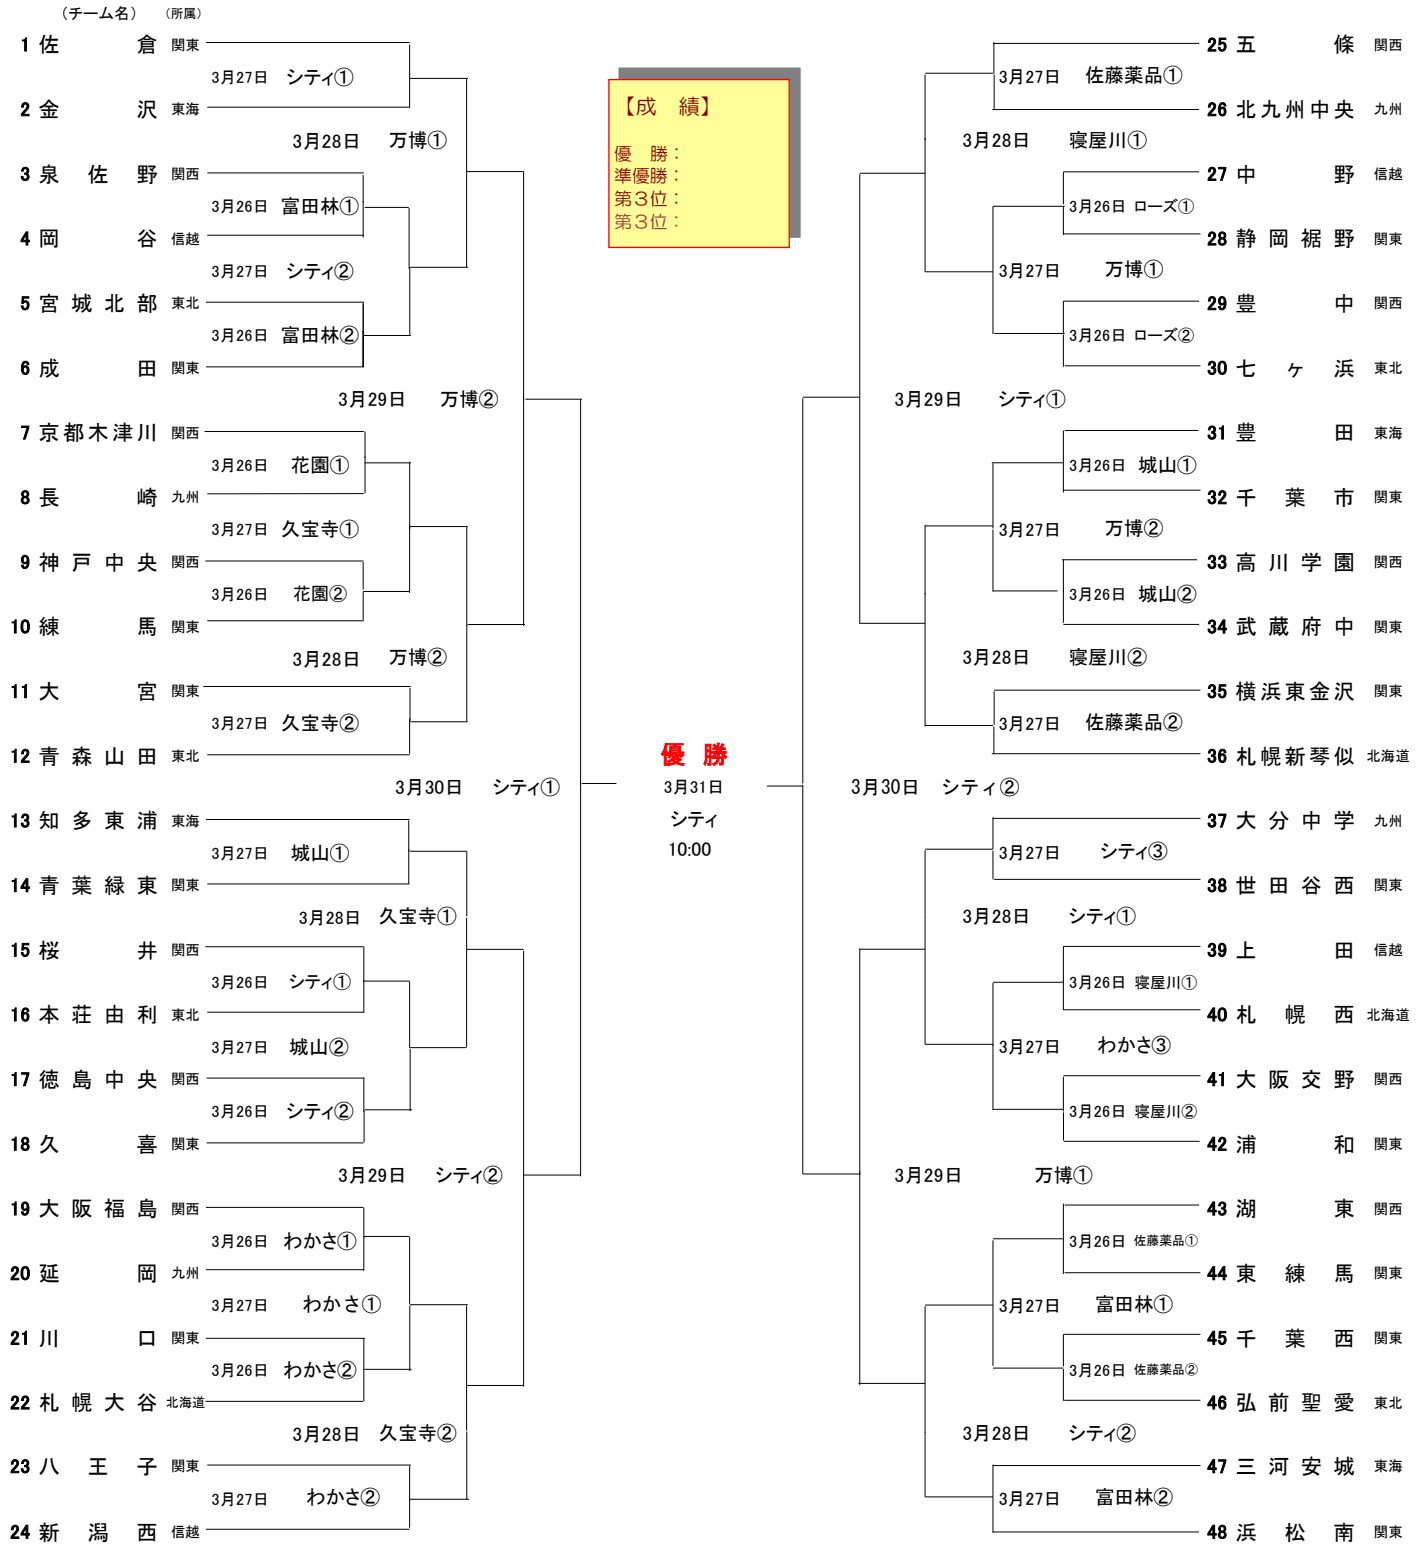 （チーム名） （所属）
1 佐倉 関東
3月27日 シティ①
2 金沢 東海
3月28日 万博①
3 泉佐野 関西
3月26日 富田林①
4 岡谷 信越
3月27日 シティ②
5 宮城北部 東北
3月26日 富田林②
6 成田 関東
3月29日 万博②
7 京都木津川 関西
3月26日 花園①
8 長崎 九州
3月27日 久宝寺①
9 神戸中央 関西
3月26日 花園②
10 練馬 関東
3月28日 万博②
11 大宮 関東
3月27日 久宝寺②
12 青森山田 東北
3月30日 シティ①
13 知多東浦 東海
3月27日 城山①
14 青葉緑東 関東
3月28日 久宝寺①
15 桜井 関西
3月26日 シティ①
16 本荘由利 東北
3月27日 城山②
17 徳島中央 関西
3月26日 シティ②
18 久喜 関東
3月29日 シティ②
19 大阪福島 関西
3月26日 わかさ①
20 延岡 九州
3月27日 わかさ①
21 川口 関東
3月26日 わかさ②
22 札幌大谷 北海道
3月28日 久宝寺②
23 八王子 関東
3月27日 わかさ②
24 新潟西 信越
【成 績】
優 勝：
準優勝：
第３位：
第３位：
優 勝
3月31日
シティ
10:00
25 五條 関西
3月27日 佐藤薬品①
26 北九州中央 九州
3月28日 寝屋川①
27 中野 信越
3月26日 ローズ①
28 静岡裾野 関東
3月27日 万博①
29 豊中 関西
3月26日 ローズ②
30 七ヶ浜 東北
3月29日 シティ①
31 豊田 東海
3月26日 城山①
32 千葉市 関東
3月27日 万博②
33 高川学園 関西
3月26日 城山②
34 武蔵府中 関東
3月28日 寝屋川②
35 横浜東金沢 関東
3月27日 佐藤薬品②
36 札幌新琴似 北海道
3月30日 シティ②
37 大分中学 九州
3月27日 シティ③
38 世田谷西 関東
3月28日 シティ①
39 上田 信越
3月26日 寝屋川①
40 札幌西 北海道
3月27日 わかさ③
41 大阪交野 関西
3月26日 寝屋川②
42 浦和 関東
3月29日 万博①
43 湖東 関西
3月26日 佐藤薬品①
44 東練馬 関東
3月27日 富田林①
45 千葉西 関東
3月26日 佐藤薬品②
46 弘前聖愛 東北
3月28日 シティ②
47 三河安城 東海
3月27日 富田林②
48 浜松南 関東